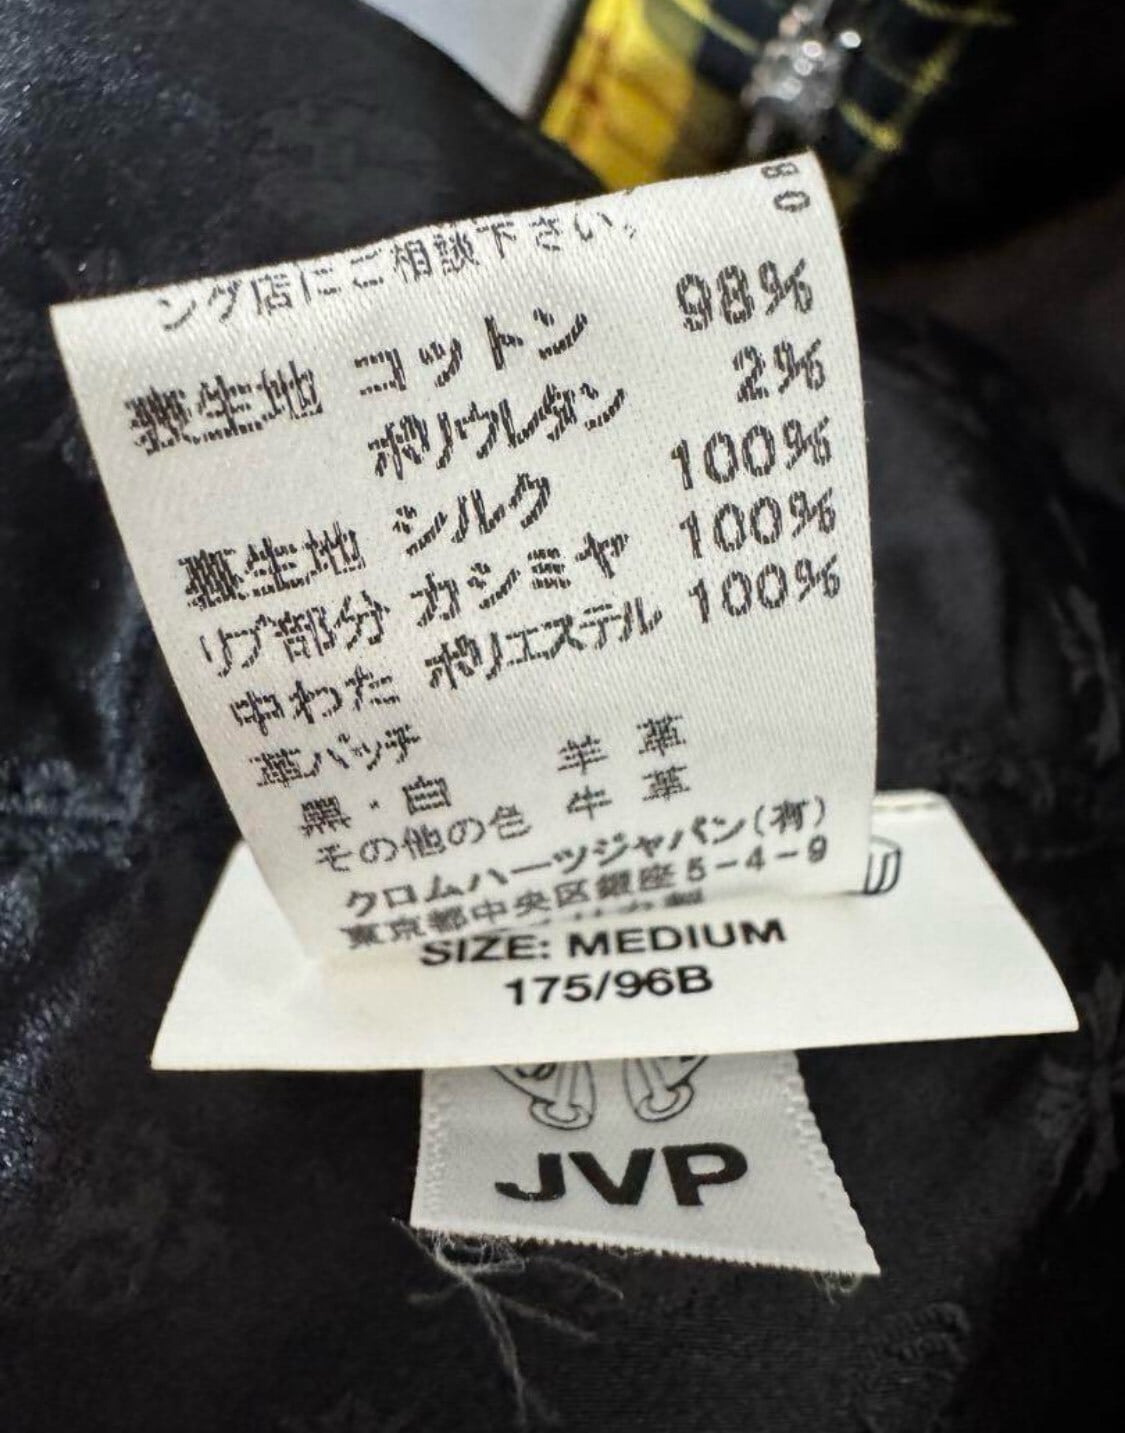 80
ング店にご相談下さい。
表生地 コットン 98%
ポリウレタン 2%
裏生地 シルク 100%
リブ部分 カシミヤ 100%
中わた ポリエステル 100%
革パッチ
黒・白 羊革
その他の色 牛革
クロムハーツジャパン(有)
東京都中央区銀座5-4-9
SIZE: MEDIUM
175/96B
JVP